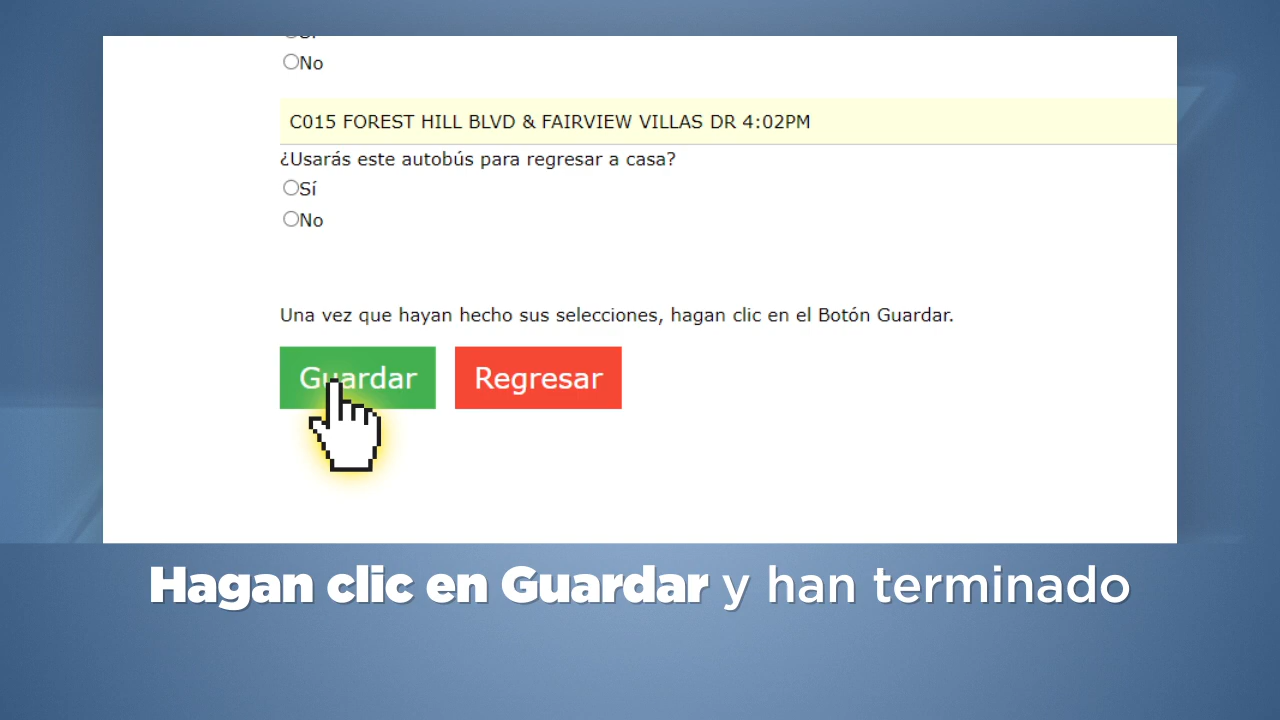 Sí
No
C015 FOREST HILL BLVD & FAIRVIEW VILLAS DR 4:02PM
¿Usarás este autobús para regresar a casa?
Sí
No
Una vez que hayan hecho sus selecciones, hagan clic en el Botón Guardar.
Guardar Regresar
Hagan clic en Guardar y han terminado